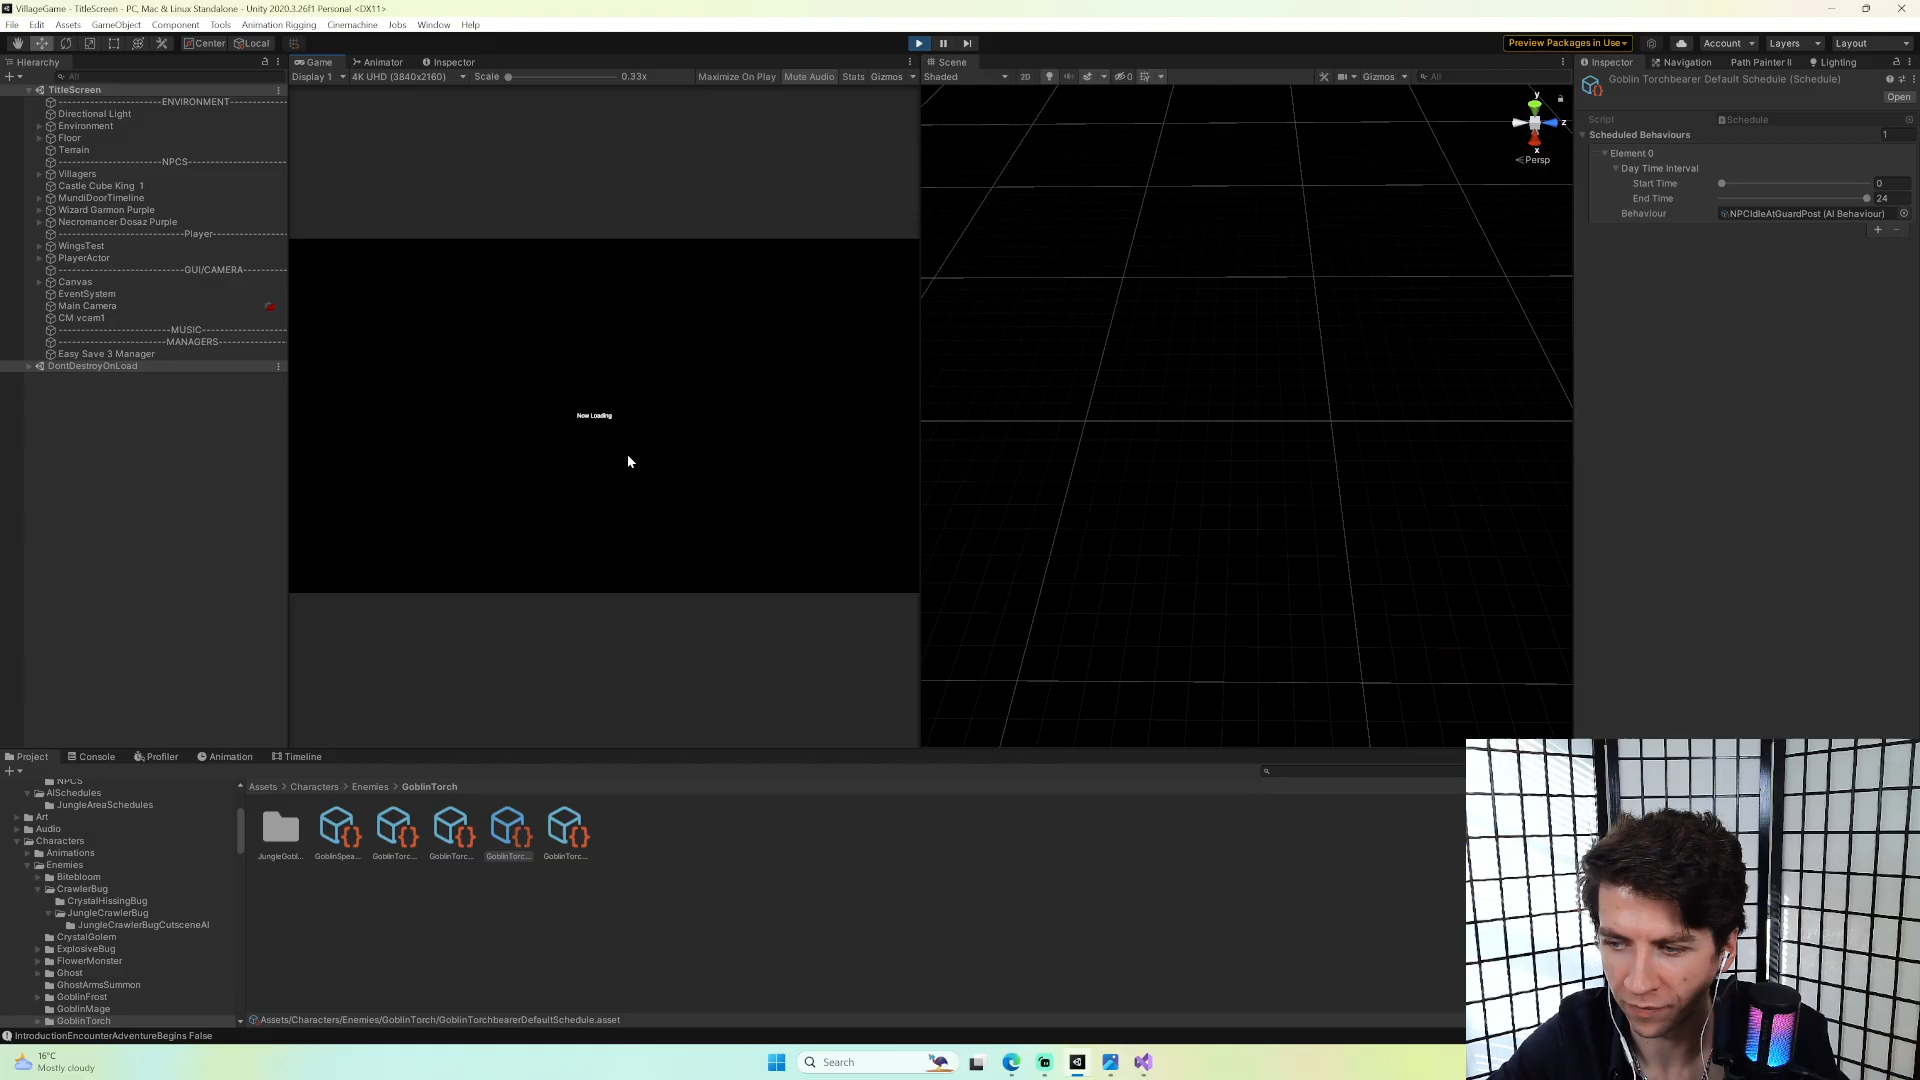 VillageGame - TitleScreen - PC, Mac & Linux Standalone - Unity 2020.3.26f1 Personal <DX11>
File Edit Assets GameObject Component Tools Animation Rigging Cinemachine Jobs Window Help
Center Local
Preview Packages in Use
Account Layers Layout
Hierarchy
All
TitleScreen
----------------------ENVIRONMENT------------
Directional Light
Environment
Floor
Terrain
----------------------NPCS---------------------
Villagers
Castle Cube King 1
MundiDoorTimeline
Wizard Garmon Purple
Necromancer Dosaz Purple
---------------------------Player----------------
WingsTest
PlayerActor
---------------------------GUI/CAMERA---------
Canvas
EventSystem
Main Camera
CM vcam1
------------------------MUSIC------------------
-----------------------MANAGERS-------------
Easy Save 3 Manager
DontDestroyOnLoad
Game Animator Inspector
Display 1 4K UHD (3840x2160) Scale 0.33x Maximize On Play Mute Audio Stats Gizmos
Now Loading
Scene
Shaded 2D 0 Gizmos All
y
z
x
Persp
Inspector Navigation Path Painter II Lighting
Goblin Torchbearer Default Schedule (Schedule)
Open
Script Schedule
Scheduled Behaviours 1
Element 0
Day Time Interval
Start Time 0
End Time 24
Behaviour NPCIdleAtGuardPost (AI Behaviour)
Project Console Profiler Animation Timeline
NPCS
AISchedules
JungleAreaSchedules
Art
Audio
Characters
Animations
Enemies
Bitebloom
CrawlerBug
CrystalHissingBug
JungleCrawlerBug
JungleCrawlerBugCutsceneAI
CrystalGolem
ExplosiveBug
FlowerMonster
Ghost
GhostArmsSummon
GoblinFrost
GoblinMage
GoblinTorch
Assets > Characters > Enemies > GoblinTorch
JungleGobl... GoblinSpea... GoblinTorc... GoblinTorc... GoblinTorc... GoblinTorc...
Assets/Characters/Enemies/GoblinTorch/GoblinTorchbearerDefaultSchedule.asset
IntroductionEncounterAdventureBegins False
16°C
Mostly cloudy
Search